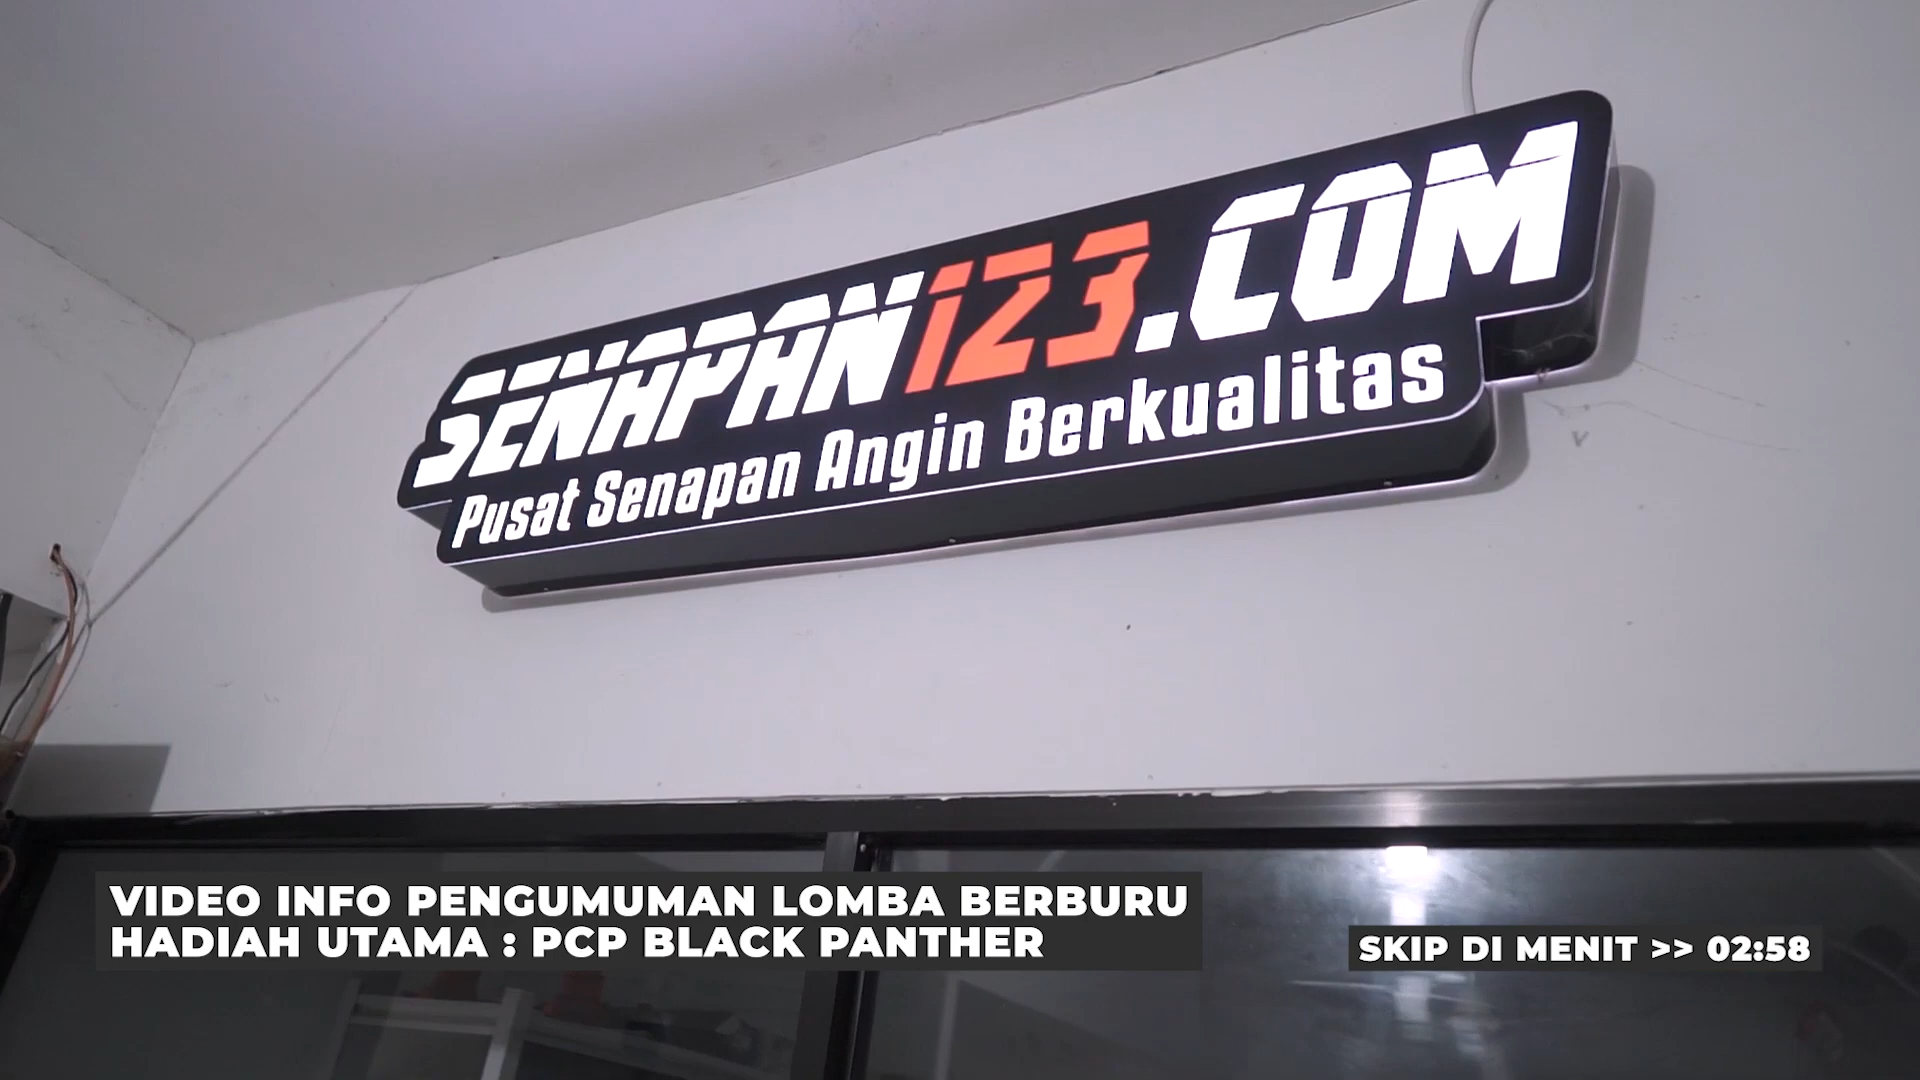 SENAPAN123.COM
Pusat Senapan Angin Berkualitas
VIDEO INFO PENGUMUMAN LOMBA BERBURU
HADIAH UTAMA : PCP BLACK PANTHER
SKIP DI MENIT >> 02:58